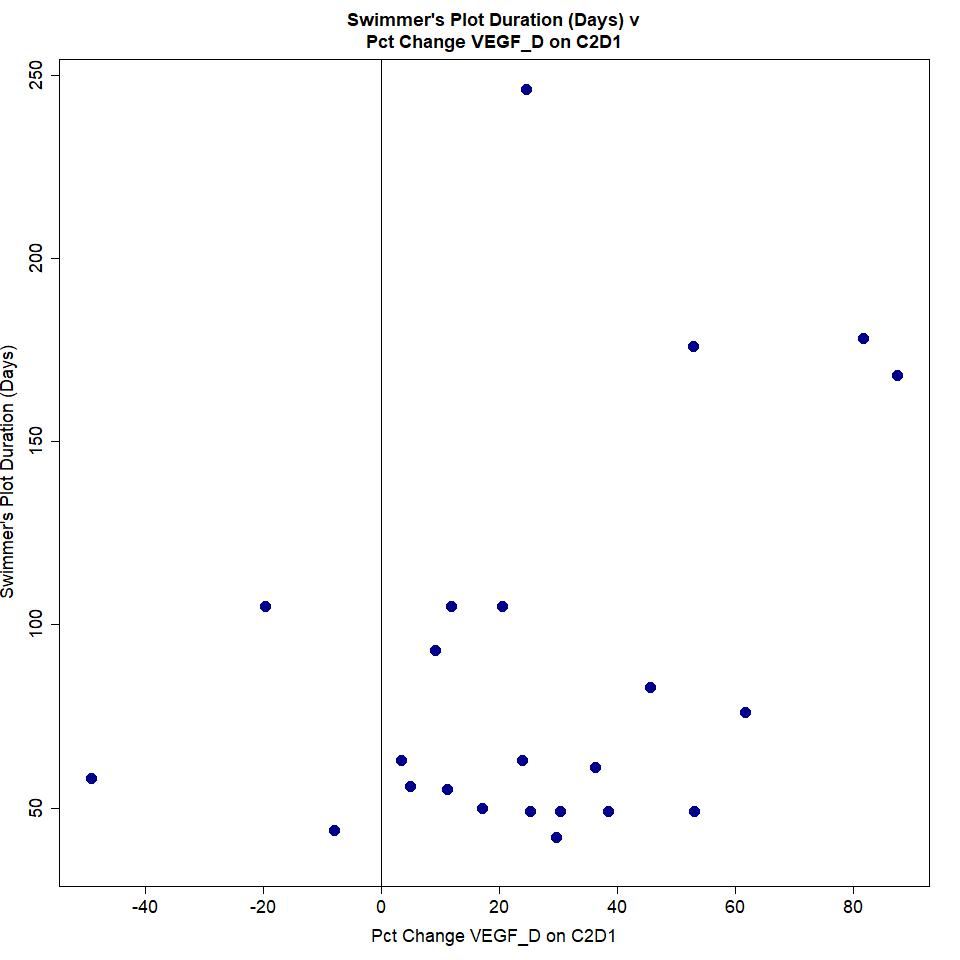 Swimmer's Plot Duration (Days) v
Pct Change VEGF_D on C2D1
Swimmer's Plot Duration (Days)
250
200
150
100
50
-40 -20 0 20 40 60 80
Pct Change VEGF_D on C2D1